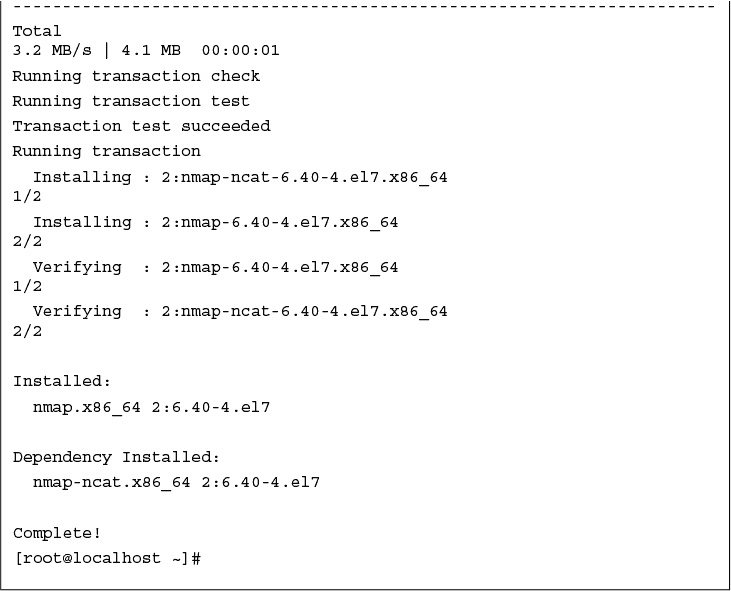 ------------------------------------------------------------------------
Total
3.2 MB/s | 4.1 MB  00:00:01
Running transaction check
Running transaction test
Transaction test succeeded
Running transaction
  Installing : 2:nmap-ncat-6.40-4.el7.x86_64
1/2
  Installing : 2:nmap-6.40-4.el7.x86_64
2/2
  Verifying  : 2:nmap-6.40-4.el7.x86_64
1/2
  Verifying  : 2:nmap-ncat-6.40-4.el7.x86_64
2/2
Installed:
  nmap.x86_64 2:6.40-4.el7
Dependency Installed:
  nmap-ncat.x86_64 2:6.40-4.el7
Complete!
[root@localhost ~]#